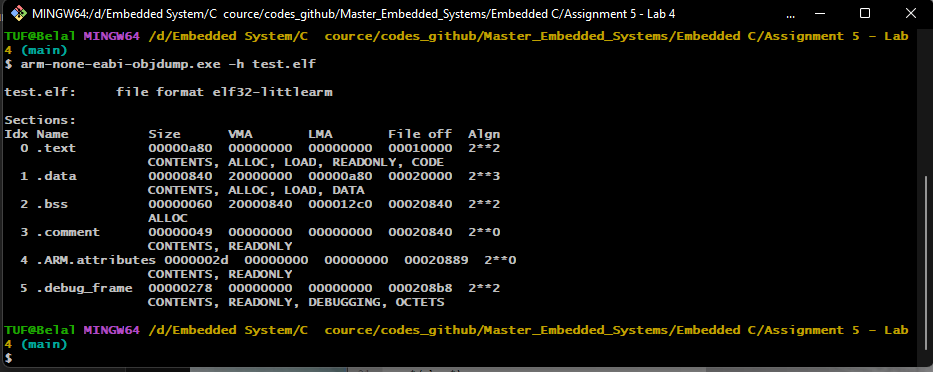 MINGW64:/d/Embedded System/C  cource/codes_github/Master_Embedded_Systems/Embedded C/Assignment 5 - Lab 4
TUF@Belal MINGW64 /d/Embedded System/C  cource/codes_github/Master_Embedded_Systems/Embedded C/Assignment 5 - Lab
4 (main)
$ arm-none-eabi-objdump.exe -h test.elf
test.elf:     file format elf32-littlearm
Sections:
Idx Name          Size      VMA       LMA       File off  Algn
  0 .text         00000a80  00000000  00000000  00010000  2**2
                  CONTENTS, ALLOC, LOAD, READONLY, CODE
  1 .data         00000840  20000000  00000a80  00020000  2**3
                  CONTENTS, ALLOC, LOAD, DATA
  2 .bss          00000060  20000840  000012c0  00020840  2**2
                  ALLOC
  3 .comment      00000049  00000000  00000000  00020840  2**0
                  CONTENTS, READONLY
  4 .ARM.attributes 0000002d  00000000  00000000  00020889  2**0
                  CONTENTS, READONLY
  5 .debug_frame  00000278  00000000  00000000  000208b8  2**2
                  CONTENTS, READONLY, DEBUGGING, OCTETS
TUF@Belal MINGW64 /d/Embedded System/C  cource/codes_github/Master_Embedded_Systems/Embedded C/Assignment 5 - Lab
4 (main)
$